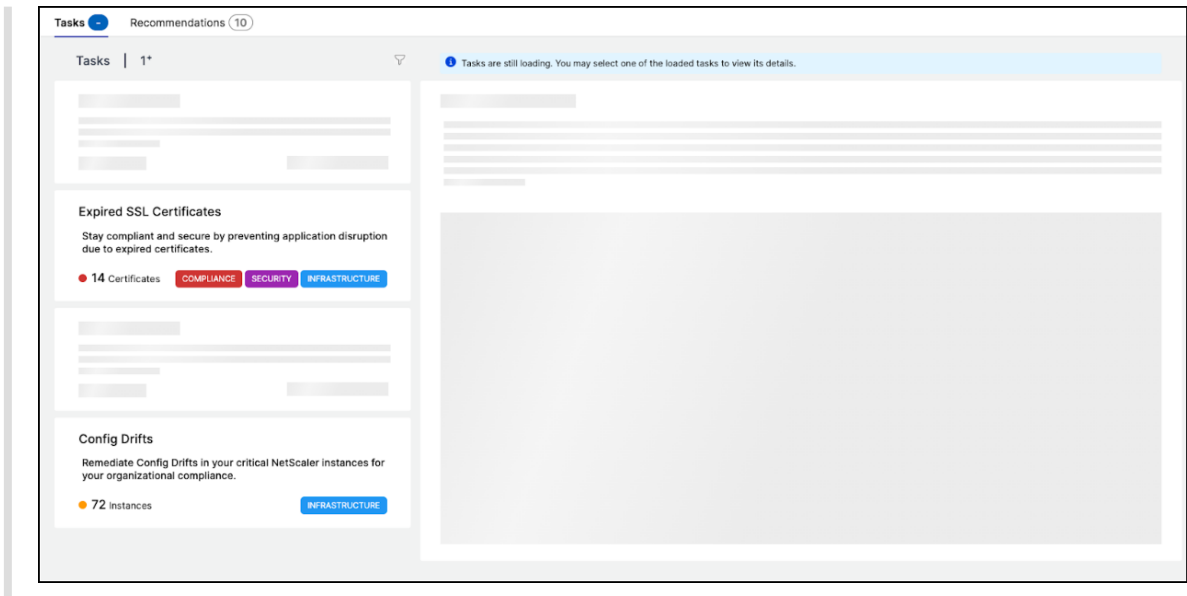 Tasks -
Recommendations 10
Tasks | 1+
Tasks are still loading. You may select one of the loaded tasks to view its details.
Expired SSL Certificates
Stay compliant and secure by preventing application disruption
due to expired certificates.
14 Certificates COMPLIANCE SECURITY INFRASTRUCTURE
Config Drifts
Remediate Config Drifts in your critical NetScaler instances for
your organizational compliance.
72 Instances INFRASTRUCTURE